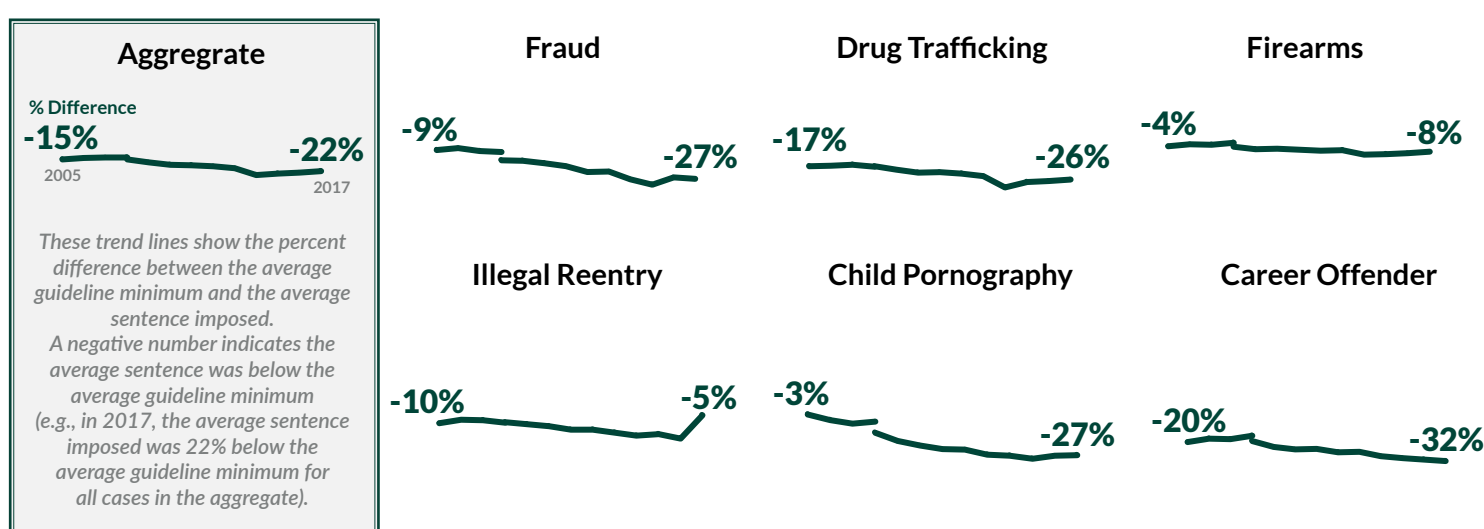 Aggregrate
% Difference
-15%
-22%
2005
2017
These trend lines show the percent
difference between the average
guideline minimum and the average
sentence imposed.
A negative number indicates the
average sentence was below the
average guideline minimum
(e.g., in 2017, the average sentence
imposed was 22% below the
average guideline minimum for
all cases in the aggregate).
Fraud
-9%
-27%
Drug Trafficking
-17%
-26%
Firearms
-4%
-8%
Illegal Reentry
-10%
-5%
Child Pornography
-3%
-27%
Career Offender
-20%
-32%